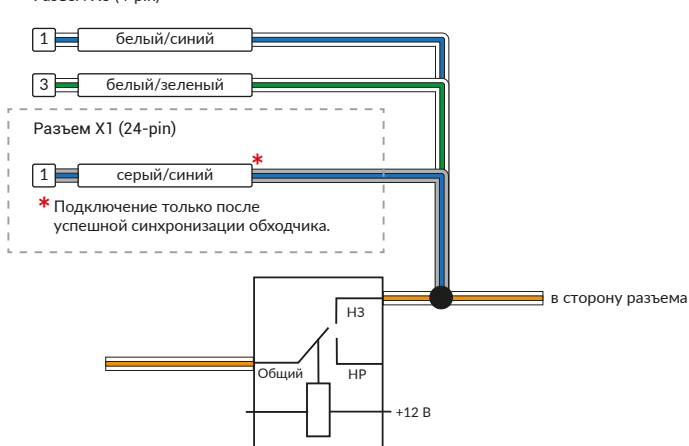 1 белый/синий
3 белый/зеленый
Разъем X1 (24-pin)
1 серый/синий *
* Подключение только после
успешной синхронизации обходчика.
в сторону разъема
НЗ
Общий НР
+12 В